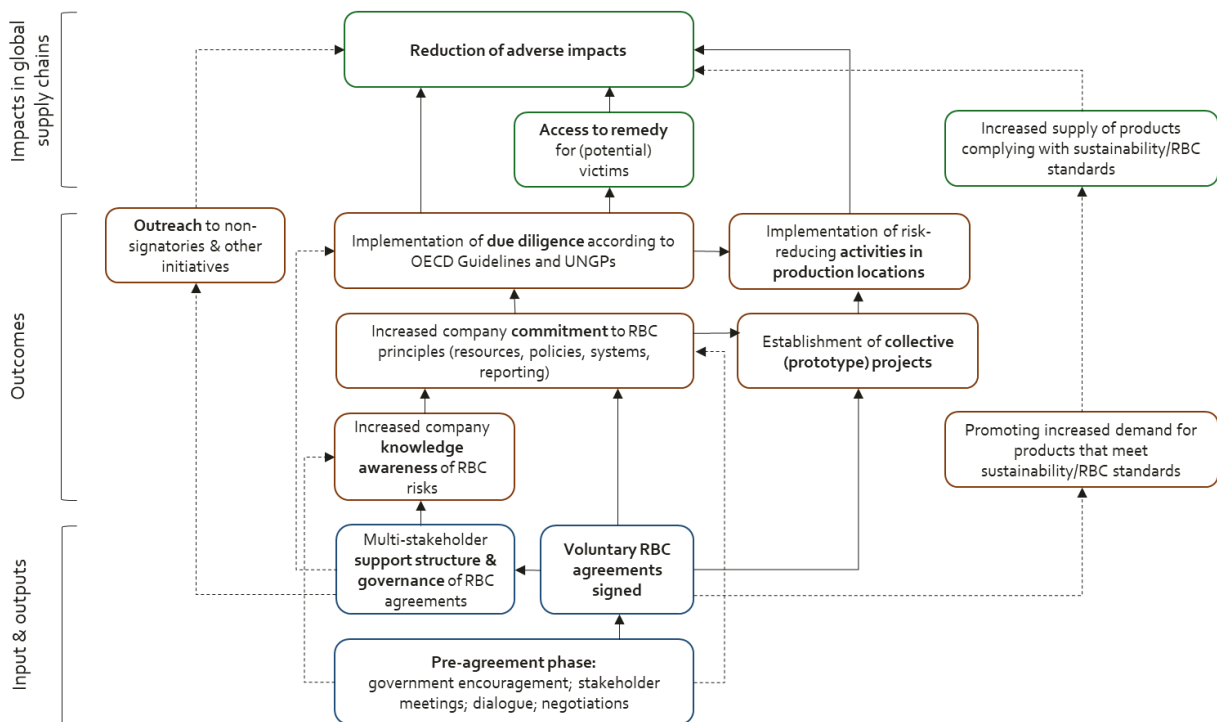 Impacts in global
supply chains
Reduction of adverse impacts
Access to remedy
for (potential)
victims
Increased supply of products
complying with sustainability/RBC
standards
Outcomes
Outreach to non-
signatories & other
initiatives
Implementation of due diligence according to
OECD Guidelines and UNGPs
Implementation of risk-
reducing activities in
production locations
Increased company commitment to RBC
principles (resources, policies, systems,
reporting)
Establishment of collective
(prototype) projects
Increased company
knowledge
awareness of RBC
risks
Promoting increased demand for
products that meet
sustainability/RBC standards
Input & outputs
Multi-stakeholder
support structure &
governance of RBC
agreements
Voluntary RBC
agreements
signed
Pre-agreement phase:
government encouragement; stakeholder
meetings; dialogue; negotiations